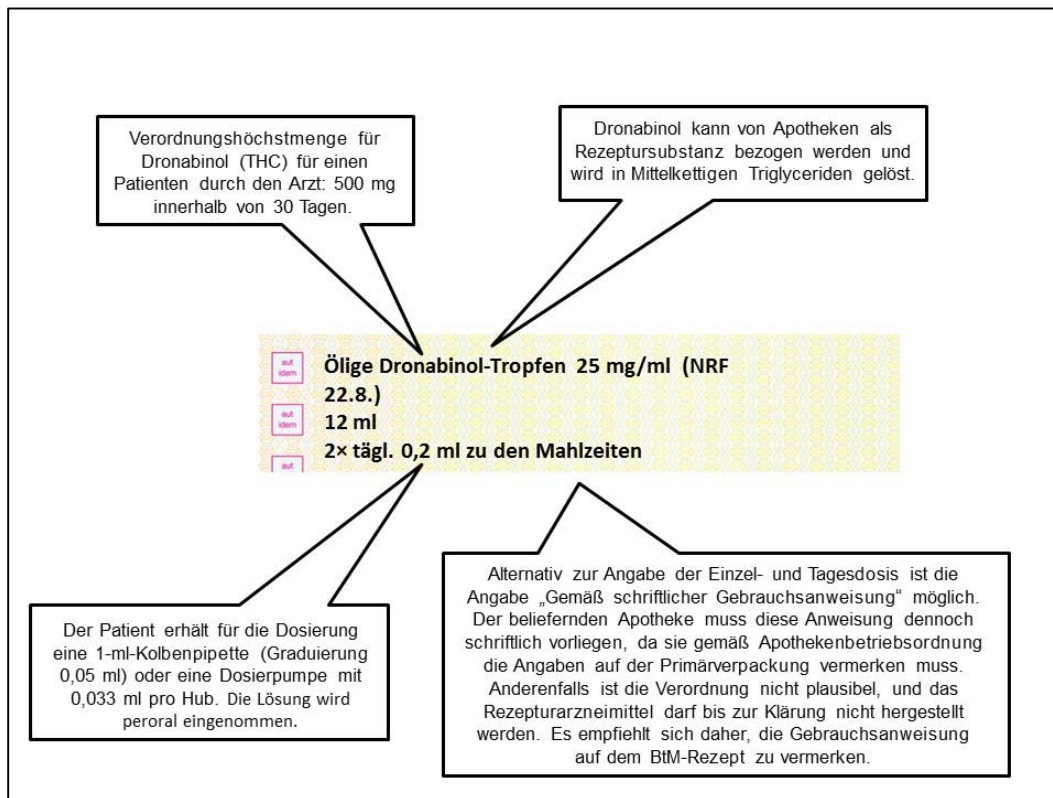 Verordnungshöchstmenge für
Dronabinol (THC) für einen
Patienten durch den Arzt: 500 mg
innerhalb von 30 Tagen.
Dronabinol kann von Apotheken als
Rezeptursubstanz bezogen werden und
wird in Mittelkettigen Triglyceriden gelöst.
aut
idem
Ölige Dronabinol-Tropfen 25 mg/ml (NRF
22.8.)
aut
idem
12 ml
2× tägl. 0,2 ml zu den Mahlzeiten
aut
Der Patient erhält für die Dosierung
eine 1-ml-Kolbenpipette (Graduierung
0,05 ml) oder eine Dosierpumpe mit
0,033 ml pro Hub. Die Lösung wird
peroral eingenommen.
Alternativ zur Angabe der Einzel- und Tagesdosis ist die
Angabe „Gemäß schriftlicher Gebrauchsanweisung“ möglich.
Der beliefernden Apotheke muss diese Anweisung dennoch
schriftlich vorliegen, da sie gemäß Apothekenbetriebsordnung
die Angaben auf der Primärverpackung vermerken muss.
Anderenfalls ist die Verordnung nicht plausibel, und das
Rezepturarzneimittel darf bis zur Klärung nicht hergestellt
werden. Es empfiehlt sich daher, die Gebrauchsanweisung
auf dem BtM-Rezept zu vermerken.